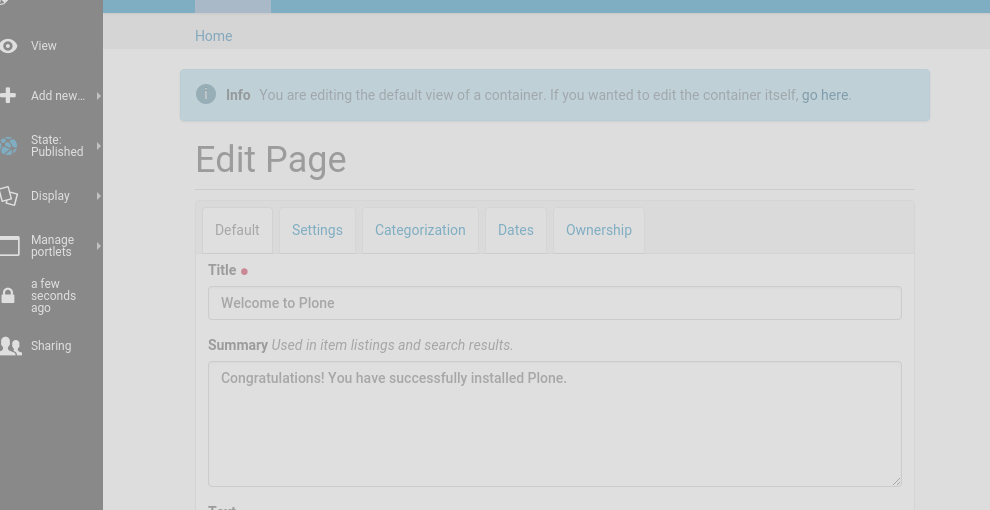 View
Add new...
State:
Published
Display
Manage
portlets
a few
seconds
ago
Sharing
Home
Info You are editing the default view of a container. If you wanted to edit the container itself, go here.
Edit Page
Default Settings Categorization Dates Ownership
Title
Welcome to Plone
Summary Used in item listings and search results.
Congratulations! You have successfully installed Plone.
Text